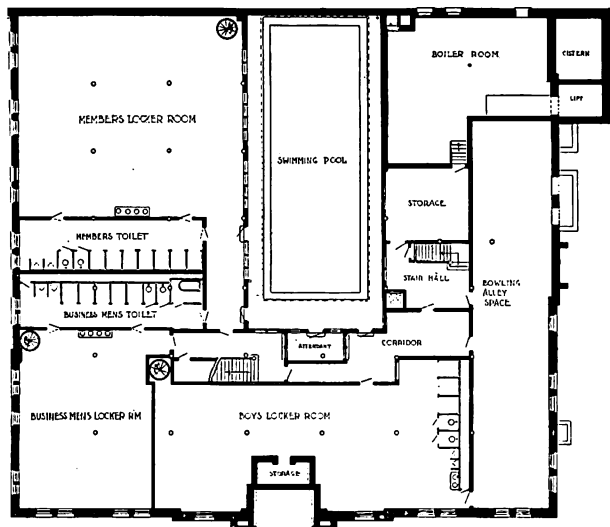 BOILER ROOM
CISTERN
LIFT
MEMBERS LOCKER ROOM
SWIMMING POOL
STORAGE
MEMBERS TOILET
STAIR HALL
BOWLING
ALLEY
SPACE
BUSINESS MENS TOILET
ATTENDANT
CORRIDOR
BUSINESS MENS LOCKER R'M
BOYS LOCKER ROOM
STORAGE